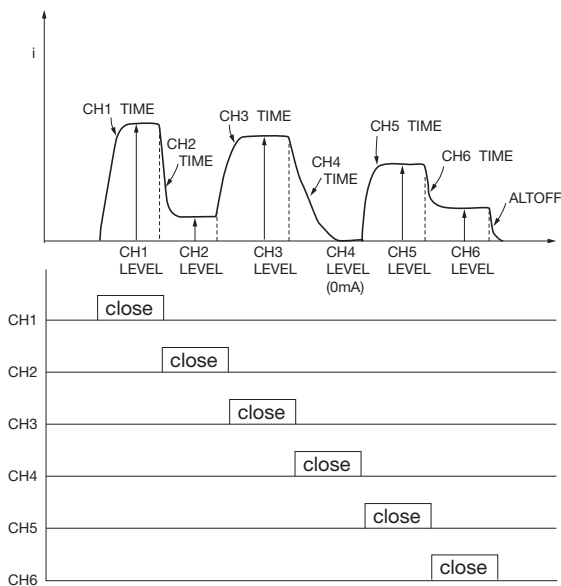 i
CH1 TIME
CH2
TIME
CH3 TIME
CH4
TIME
CH5 TIME
CH6 TIME
ALTOFF
CH1
LEVEL
CH2
LEVEL
CH3
LEVEL
CH4
LEVEL
(0mA)
CH5
LEVEL
CH6
LEVEL
CH1
close
CH2
close
CH3
close
CH4
close
CH5
close
CH6
close